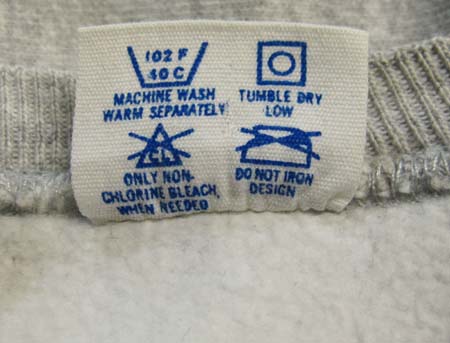 102 F
40 C
MACHINE WASH
WARM SEPARATELY
TUMBLE DRY
LOW
CL
ONLY NON-
CHLORINE BLEACH,
WHEN NEEDED
DO NOT IRON
DESIGN